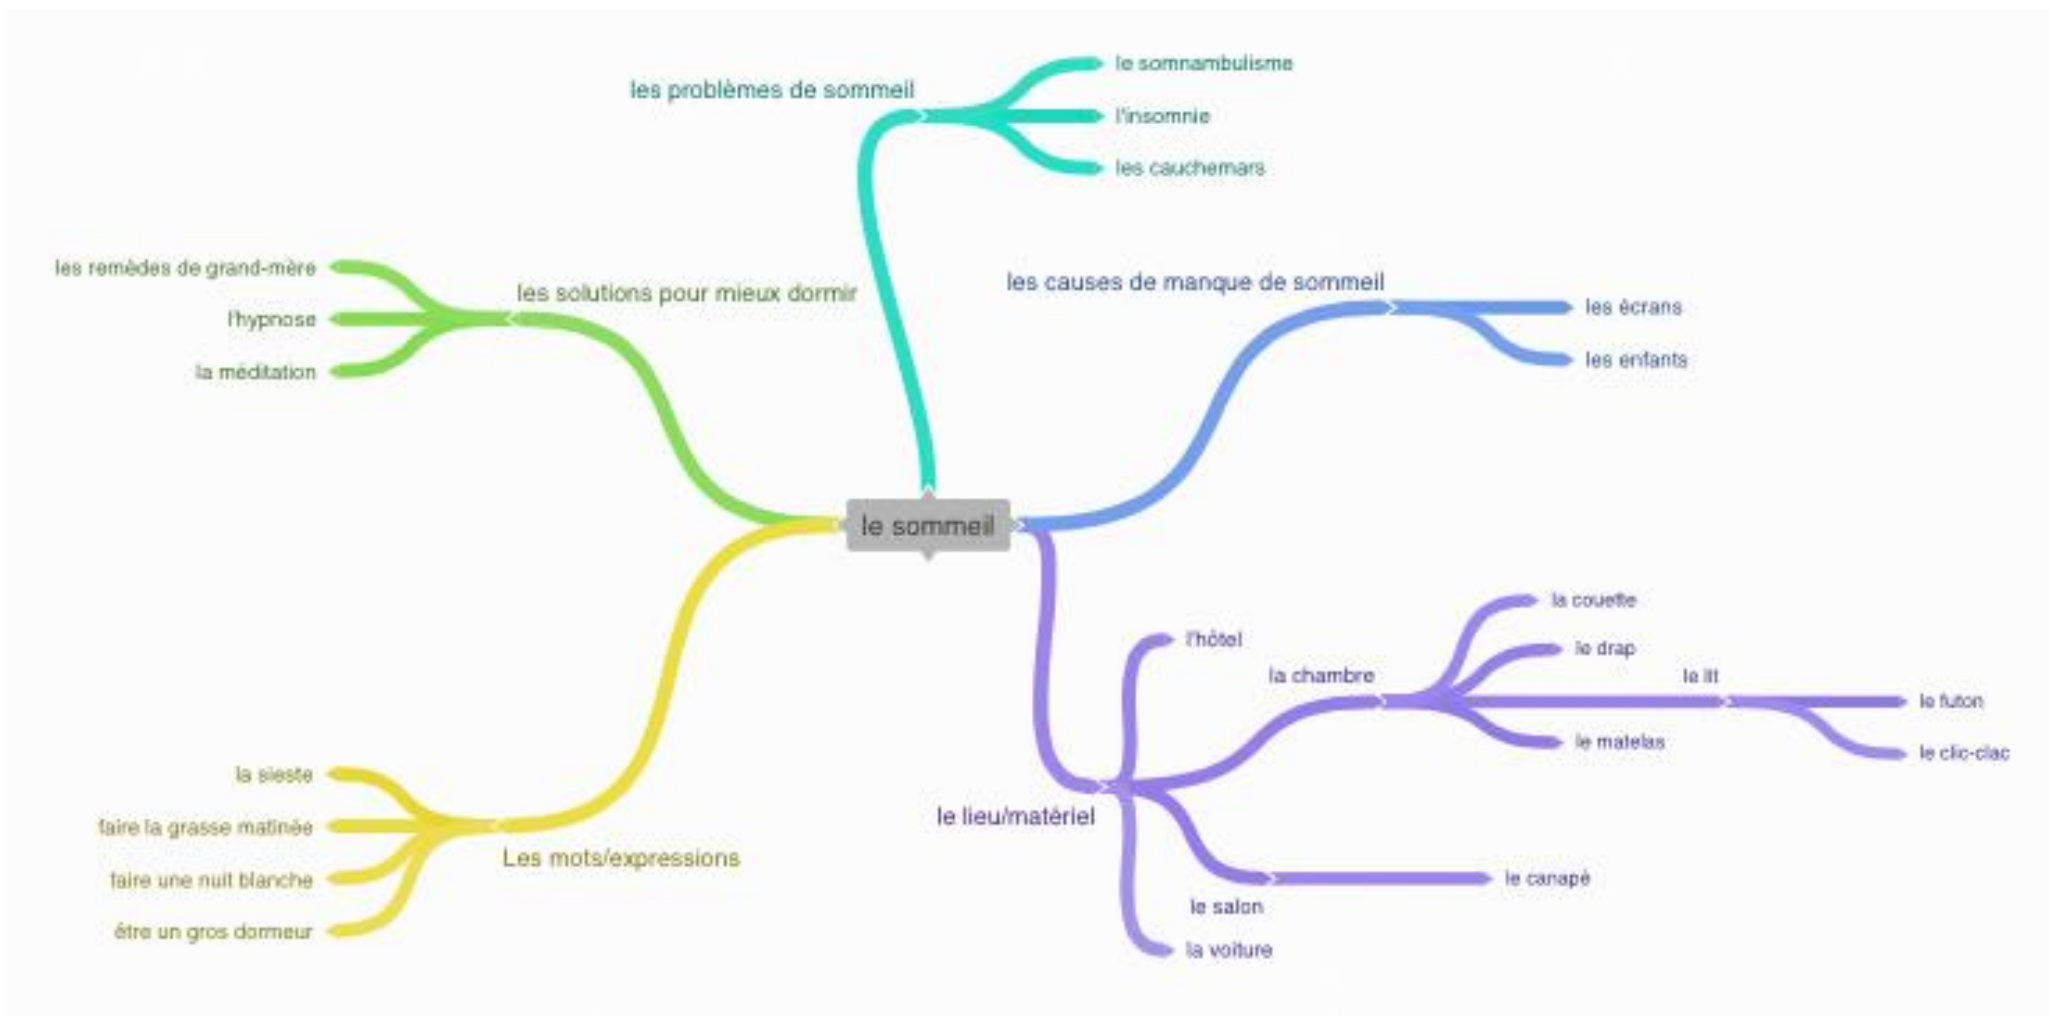 le somnambulisme
les problèmes de sommeil
l'insomnie
les cauchemars
les remèdes de grand-mère
les solutions pour mieux dormir
l'hypnose
la méditation
les causes de manque de sommeil
les écrans
les enfants
le sommeil
la couette
l'hôtel
le drap
la chambre
le lit
le futon
le matelas
le clic-clac
le lieu/matériel
le canapé
le salon
la voiture
la sieste
faire la grasse matinée
Les mots/expressions
faire une nuit blanche
être un gros dormeur